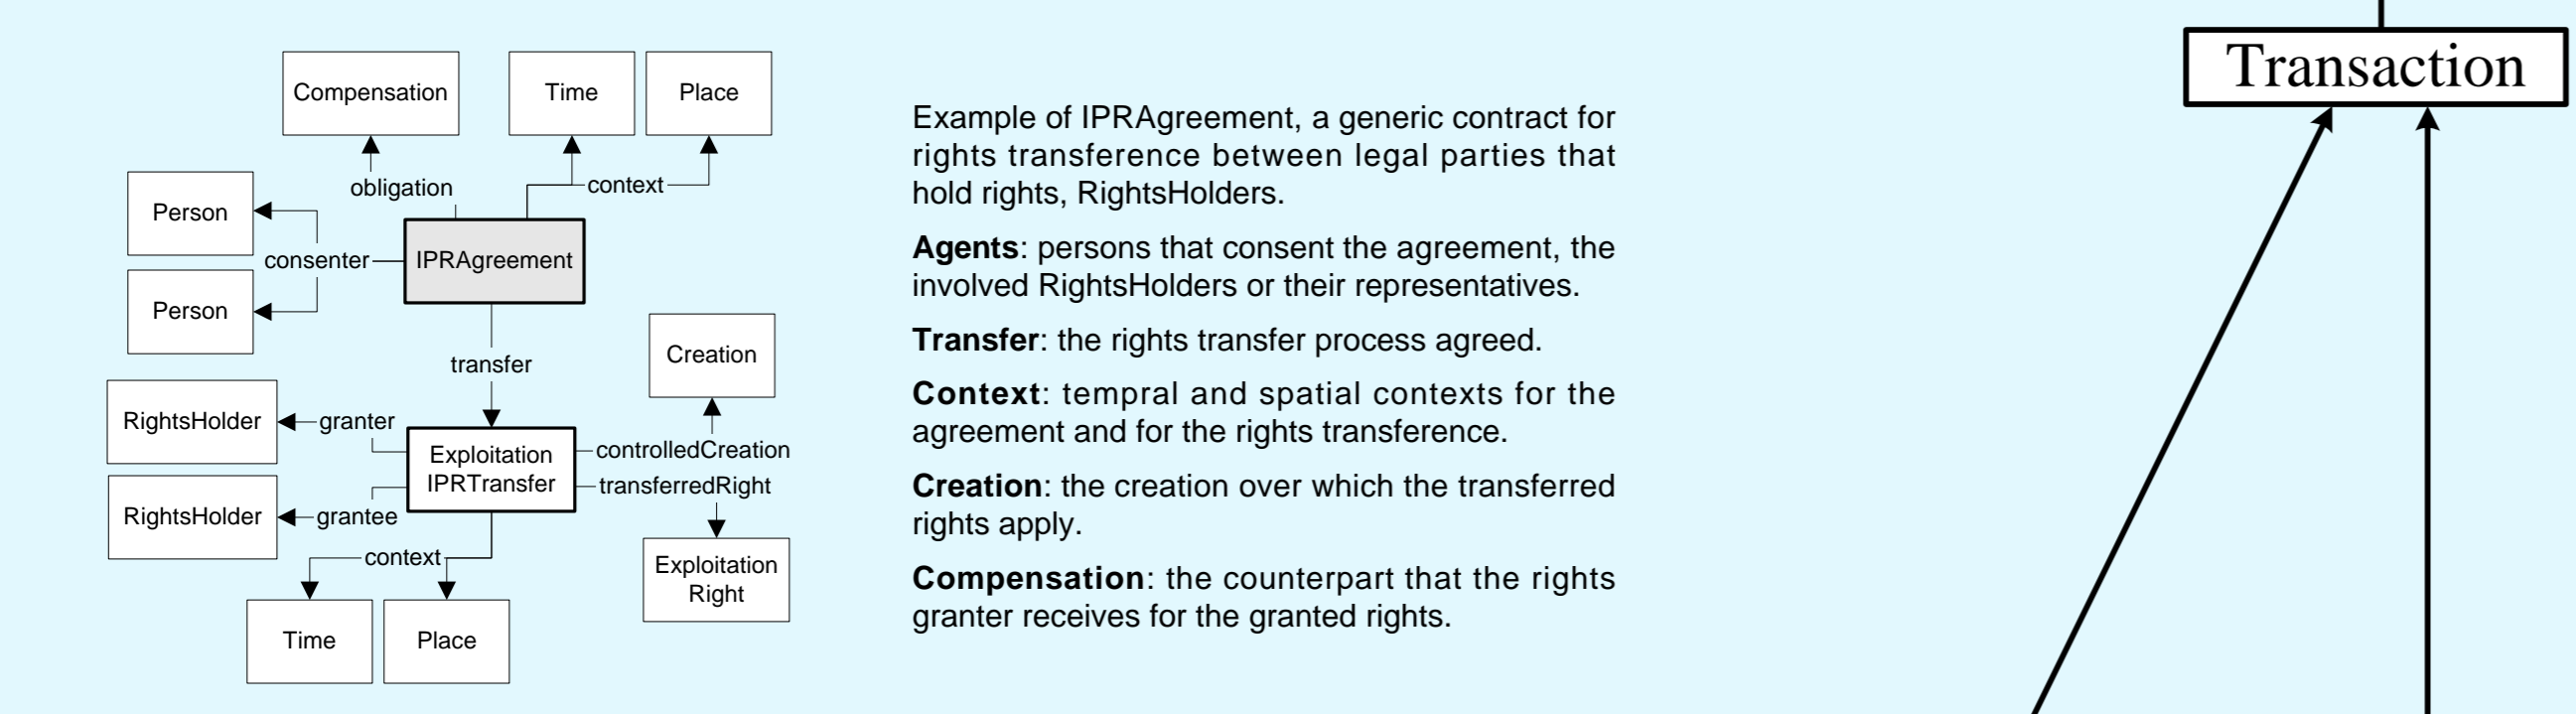 Compensation
Time
Place
obligation
context
Person
consenter
IPRAgreement
Person
transfer
Creation
RightsHolder
granter
Exploitation
IPRTransfer
controlledCreation
transferredRight
RightsHolder
grantee
context
Exploitation
Right
Time
Place
Example of IPRAgreement, a generic contract for
rights transference between legal parties that
hold rights, RightsHolders.
Agents: persons that consent the agreement, the
involved RightsHolders or their representatives.
Transfer: the rights transfer process agreed.
Context: tempral and spatial contexts for the
agreement and for the rights transference.
Creation: the creation over which the transferred
rights apply.
Compensation: the counterpart that the rights
granter receives for the granted rights.
Transaction